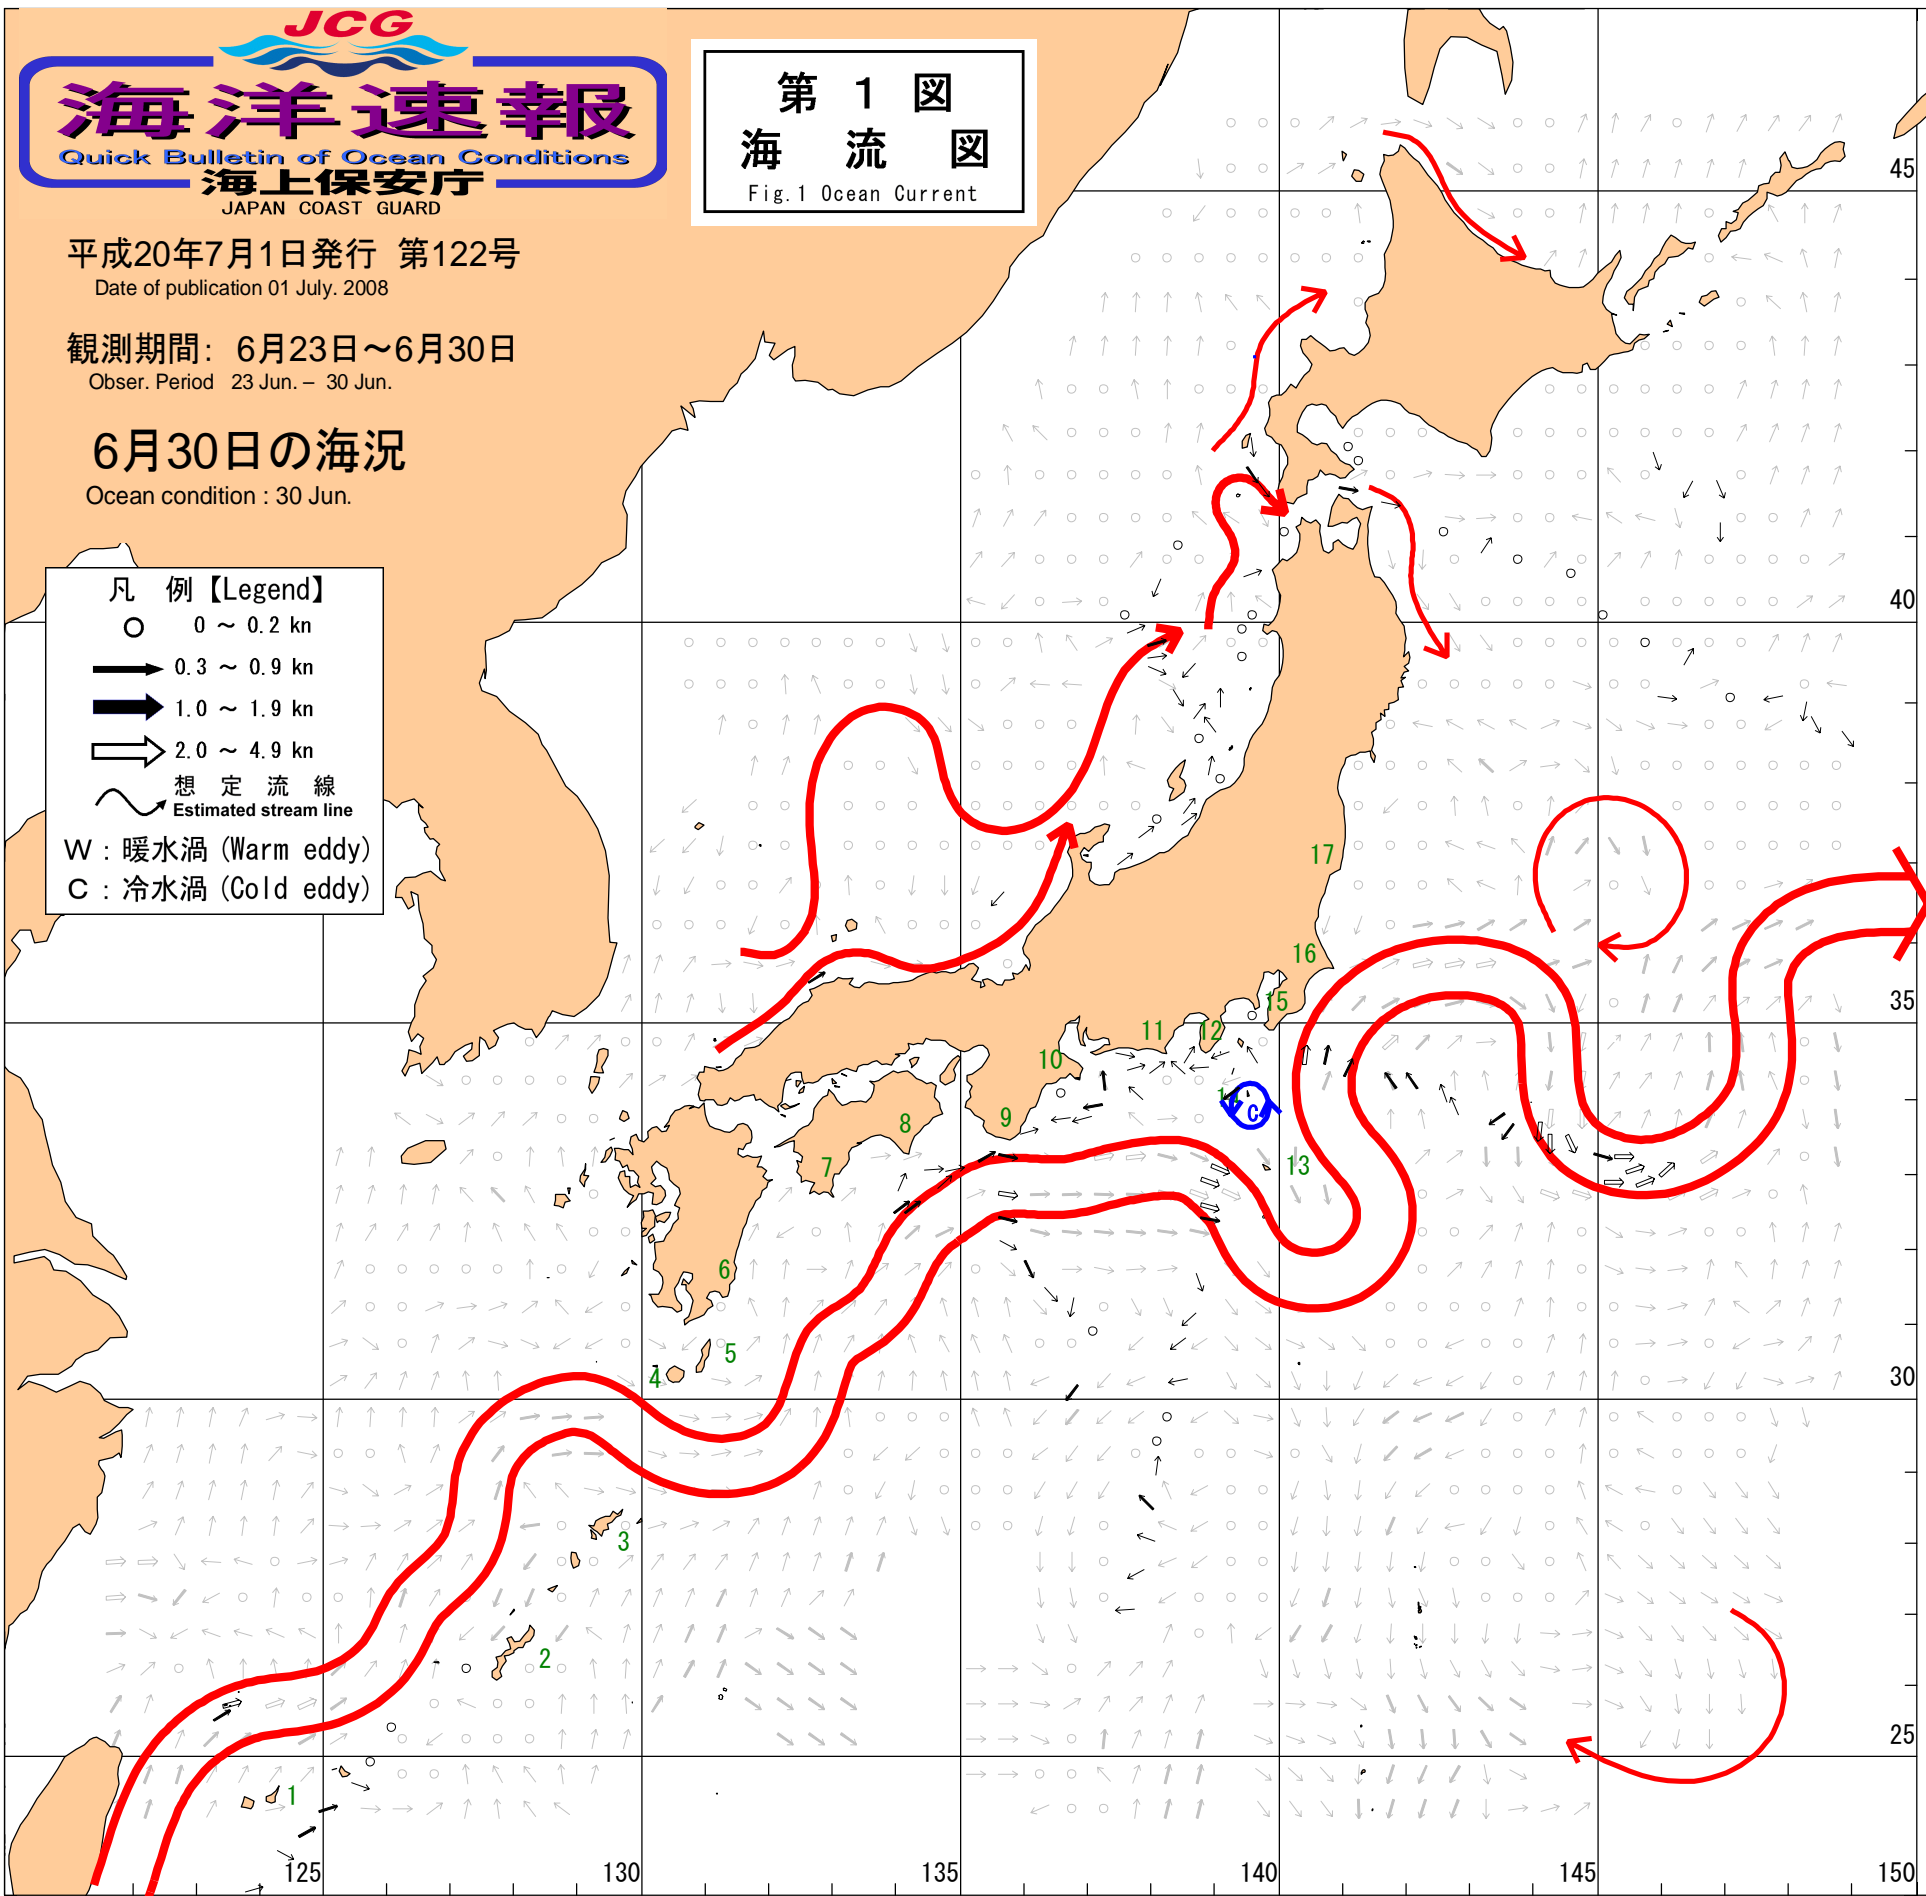 JCG
海洋速報
Quick Bulletin of Ocean Conditions
海上保安庁
JAPAN COAST GUARD
第 1 図
海 流 図
Fig.1 Ocean Current
平成20年7月1日発行 第122号
Date of publication 01 July. 2008
観測期間: 6月23日～6月30日
Obser. Period 23 Jun. – 30 Jun.
6月30日の海況
Ocean condition : 30 Jun.
凡 例【Legend】
0 ～ 0.2 kn
0.3 ～ 0.9 kn
1.0 ～ 1.9 kn
2.0 ～ 4.9 kn
想 定 流 線
Estimated stream line
W : 暖水渦 (Warm eddy)
C : 冷水渦 (Cold eddy)
45
40
35
30
25
125
130
135
140
145
150
17
16
15
12
11
10
9
8
7
13
C
6
5
4
3
2
1